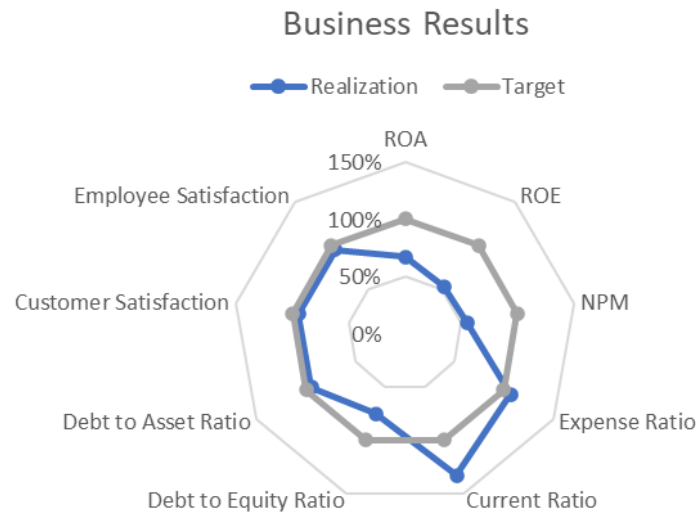 Business Results
Realization
Target
ROA
150%
Employee Satisfaction
ROE
100%
50%
Customer Satisfaction
NPM
0%
Debt to Asset Ratio
Expense Ratio
Debt to Equity Ratio
Current Ratio